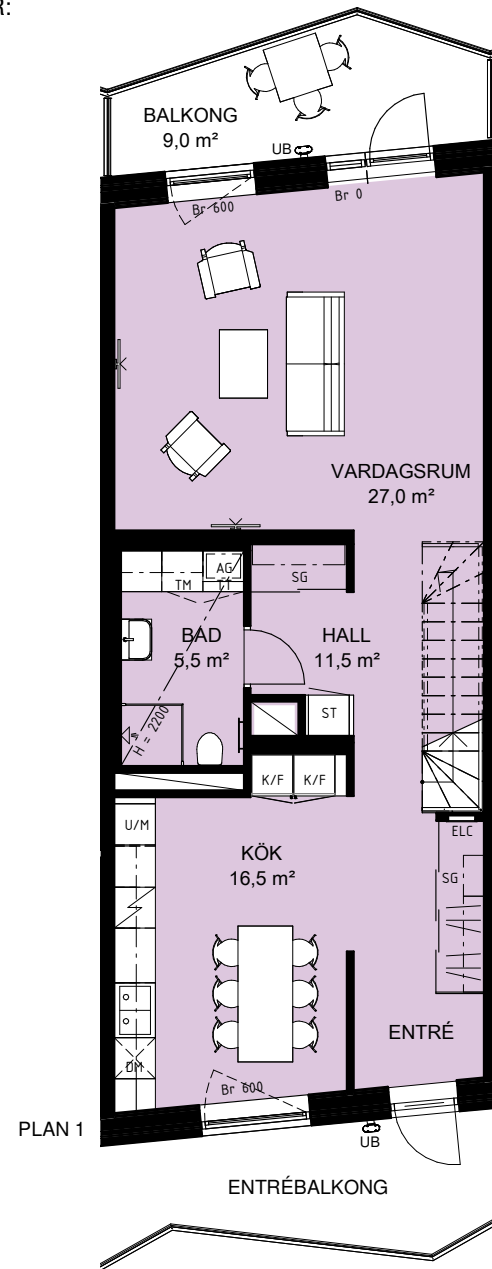 R:
BALKONG
9,0 m²
UB
Br 600
Br 0
VARDAGSRUM
27,0 m²
AG
TM
TT
SG
BAD
5,5 m²
HALL
11,5 m²
H = 2200
ST
K/F
K/F
U/M
ELC
KÖK
16,5 m²
SG
ENTRÉ
DM
Br 600
PLAN 1
UB
ENTRÉBALKONG